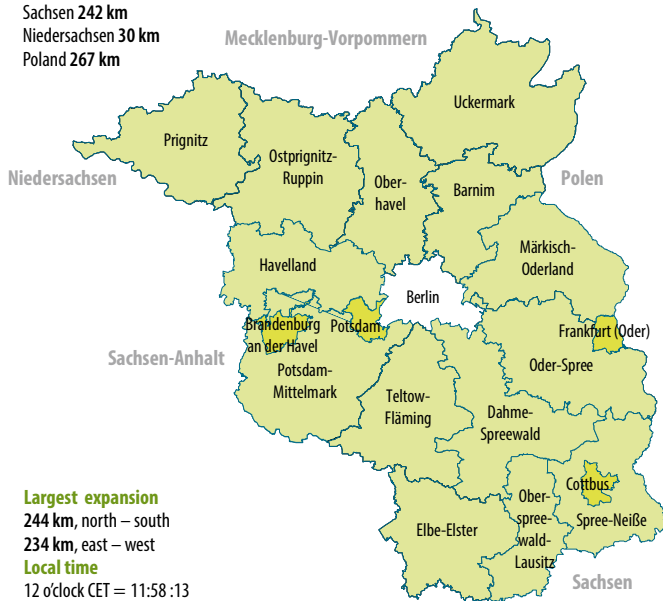 Sachsen 242 km
Niedersachsen 30 km
Poland 267 km
Mecklenburg-Vorpommern
Uckermark
Prignitz
Ostprignitz-
Ruppin
Ober-
havel
Barnim
Niedersachsen
Polen
Märkisch-
Oderland
Havelland
Berlin
Brandenburg
an der Havel
Potsdam
Frankfurt (Oder)
Sachsen-Anhalt
Potsdam-
Mittelmark
Oder-Spree
Teltow-
Fläming
Dahme-
Spreewald
Cottbus
Ober-
spree-
wald-
Lausitz
Spree-Neiße
Elbe-Elster
Sachsen
Largest expansion
244 km, north – south
234 km, east – west
Local time
12 o'clock CET = 11:58 :13